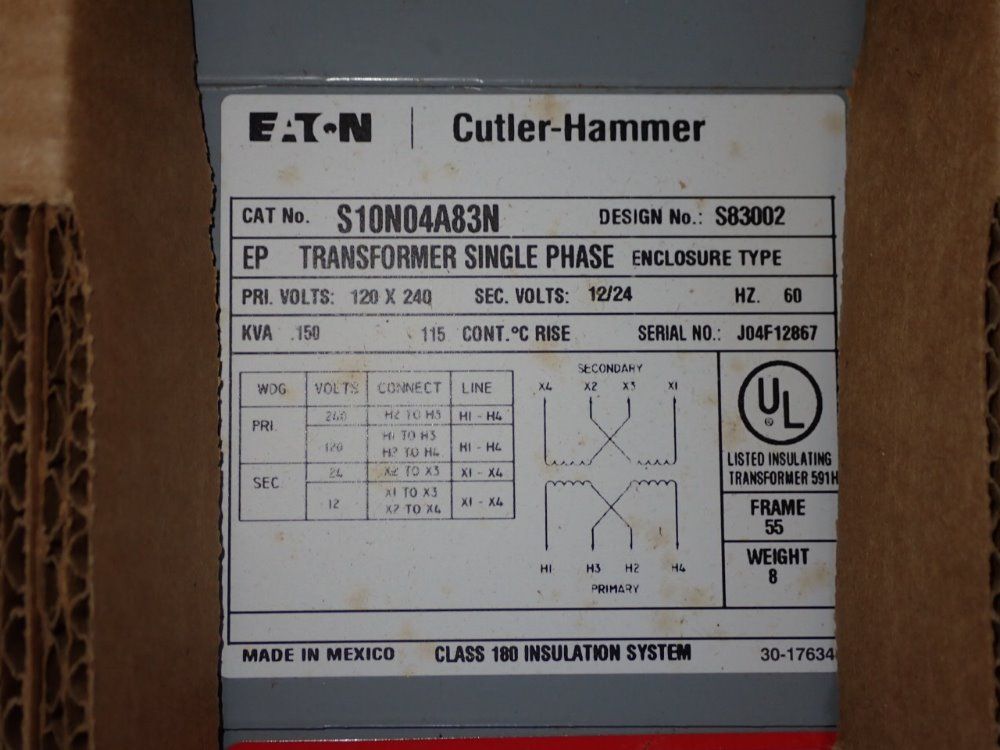 EATON | Cutler-Hammer
CAT No. S10N04A83N DESIGN No.: S83002
EP TRANSFORMER SINGLE PHASE ENCLOSURE TYPE
PRI. VOLTS: 120 X 240 SEC. VOLTS: 12/24 HZ. 60
KVA .150 115 CONT.°C RISE SERIAL NO.: J04F12867
WDG. VOLTS CONNECT LINE
PRI. 240 H2 TO H3 H1 - H4
120 H1 TO H3 H1 - H4
H2 TO H4
SEC. 24 X2 TO X3 X1 - X4
12 X1 TO X3 X1 - X4
X2 TO X4
SECONDARY
X4 X2 X3 X1
H1 H3 H2 H4
PRIMARY
UL
LISTED INSULATING
TRANSFORMER 591H
FRAME
55
WEIGHT
8
MADE IN MEXICO CLASS 180 INSULATION SYSTEM 30-17634